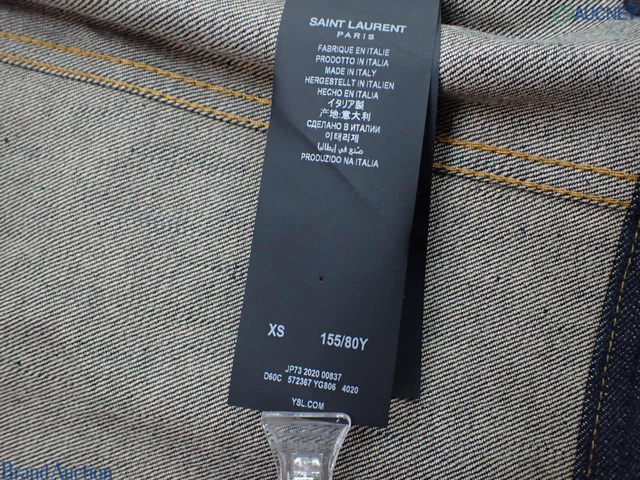 AUCNET
SAINT LAURENT
PARIS
FABRIQUE EN ITALIE
PRODOTTO IN ITALIA
MADE IN ITALY
HERGESTELLT IN ITALIEN
HECHO EN ITALIA
イタリア製
产地:意大利
СДЕЛАНО В ИТАЛИИ
이태리제
صنع في إيطاليا
PRODUZIDO NA ITALIA
XS 155/80Y
JP73 2020 00837
D60C 572367 YG806 4020
YSL.COM
Brand Auction